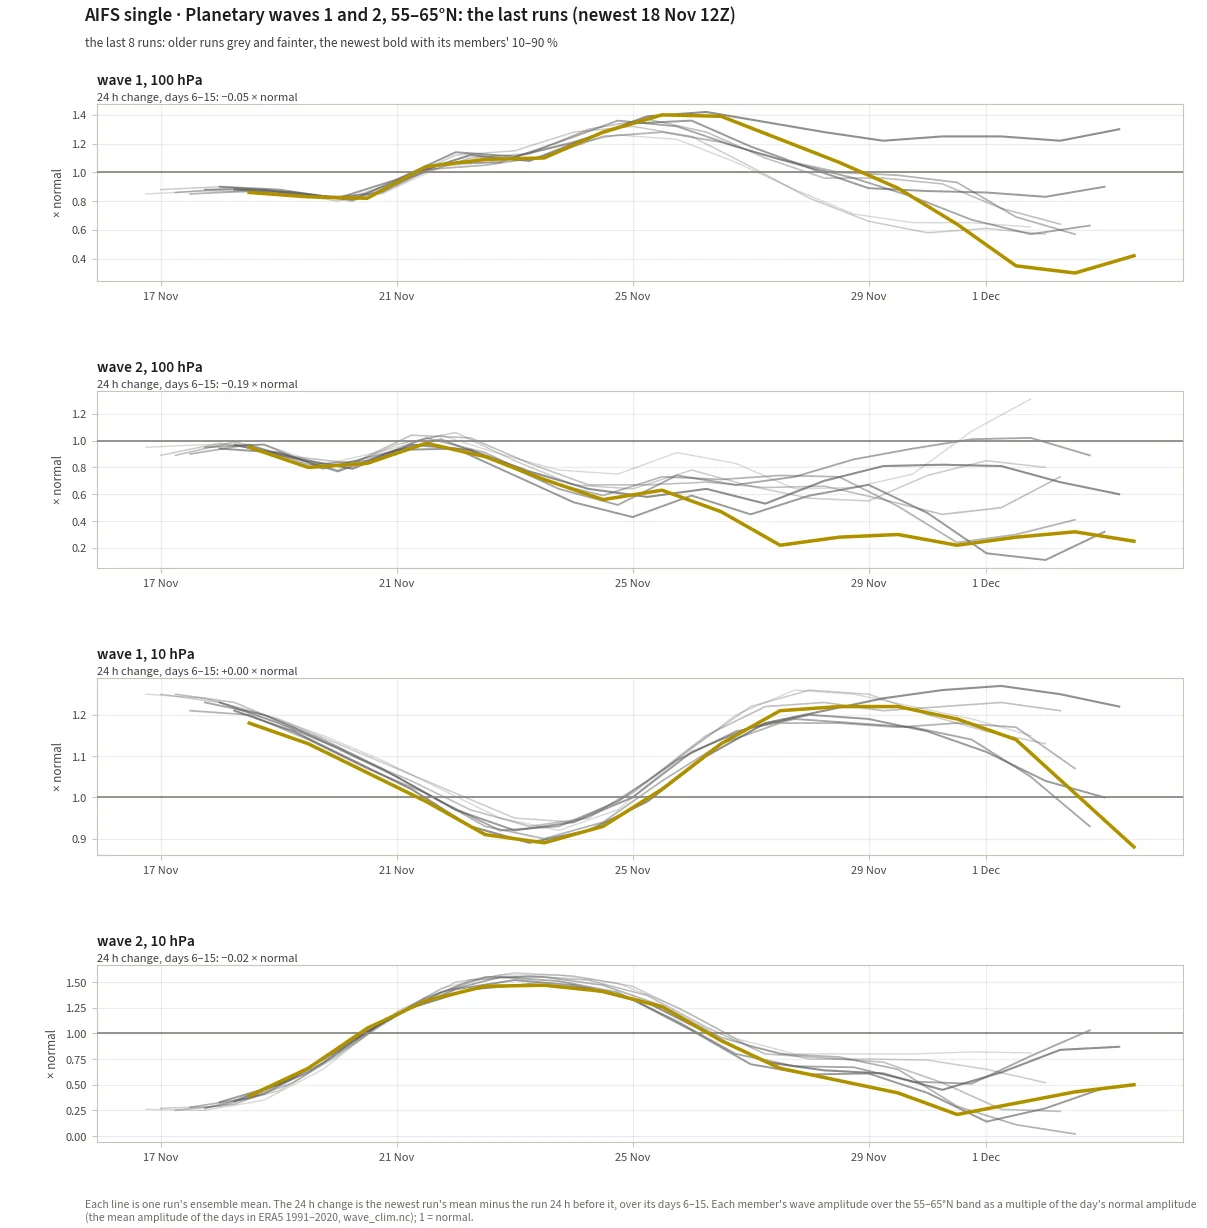 AIFS single · Planetary waves 1 and 2, 55–65°N: the last runs (newest 18 Nov 12Z)
the last 8 runs: older runs grey and fainter, the newest bold with its members' 10–90 %
wave 1, 100 hPa
24 h change, days 6–15: −0.05 × normal
1.4
1.2
1.0
0.8
0.6
0.4
× normal
17 Nov 21 Nov 25 Nov 29 Nov 1 Dec
wave 2, 100 hPa
24 h change, days 6–15: −0.19 × normal
1.2
1.0
0.8
0.6
0.4
0.2
× normal
17 Nov 21 Nov 25 Nov 29 Nov 1 Dec
wave 1, 10 hPa
24 h change, days 6–15: +0.00 × normal
1.2
1.1
1.0
0.9
× normal
17 Nov 21 Nov 25 Nov 29 Nov 1 Dec
wave 2, 10 hPa
24 h change, days 6–15: −0.02 × normal
1.50
1.25
1.00
0.75
0.50
0.25
0.00
× normal
17 Nov 21 Nov 25 Nov 29 Nov 1 Dec
Each line is one run's ensemble mean. The 24 h change is the newest run's mean minus the run 24 h before it, over its days 6–15. Each member's wave amplitude over the 55–65°N band as a multiple of the day's normal amplitude
(the mean amplitude of the days in ERA5 1991–2020, wave_clim.nc); 1 = normal.